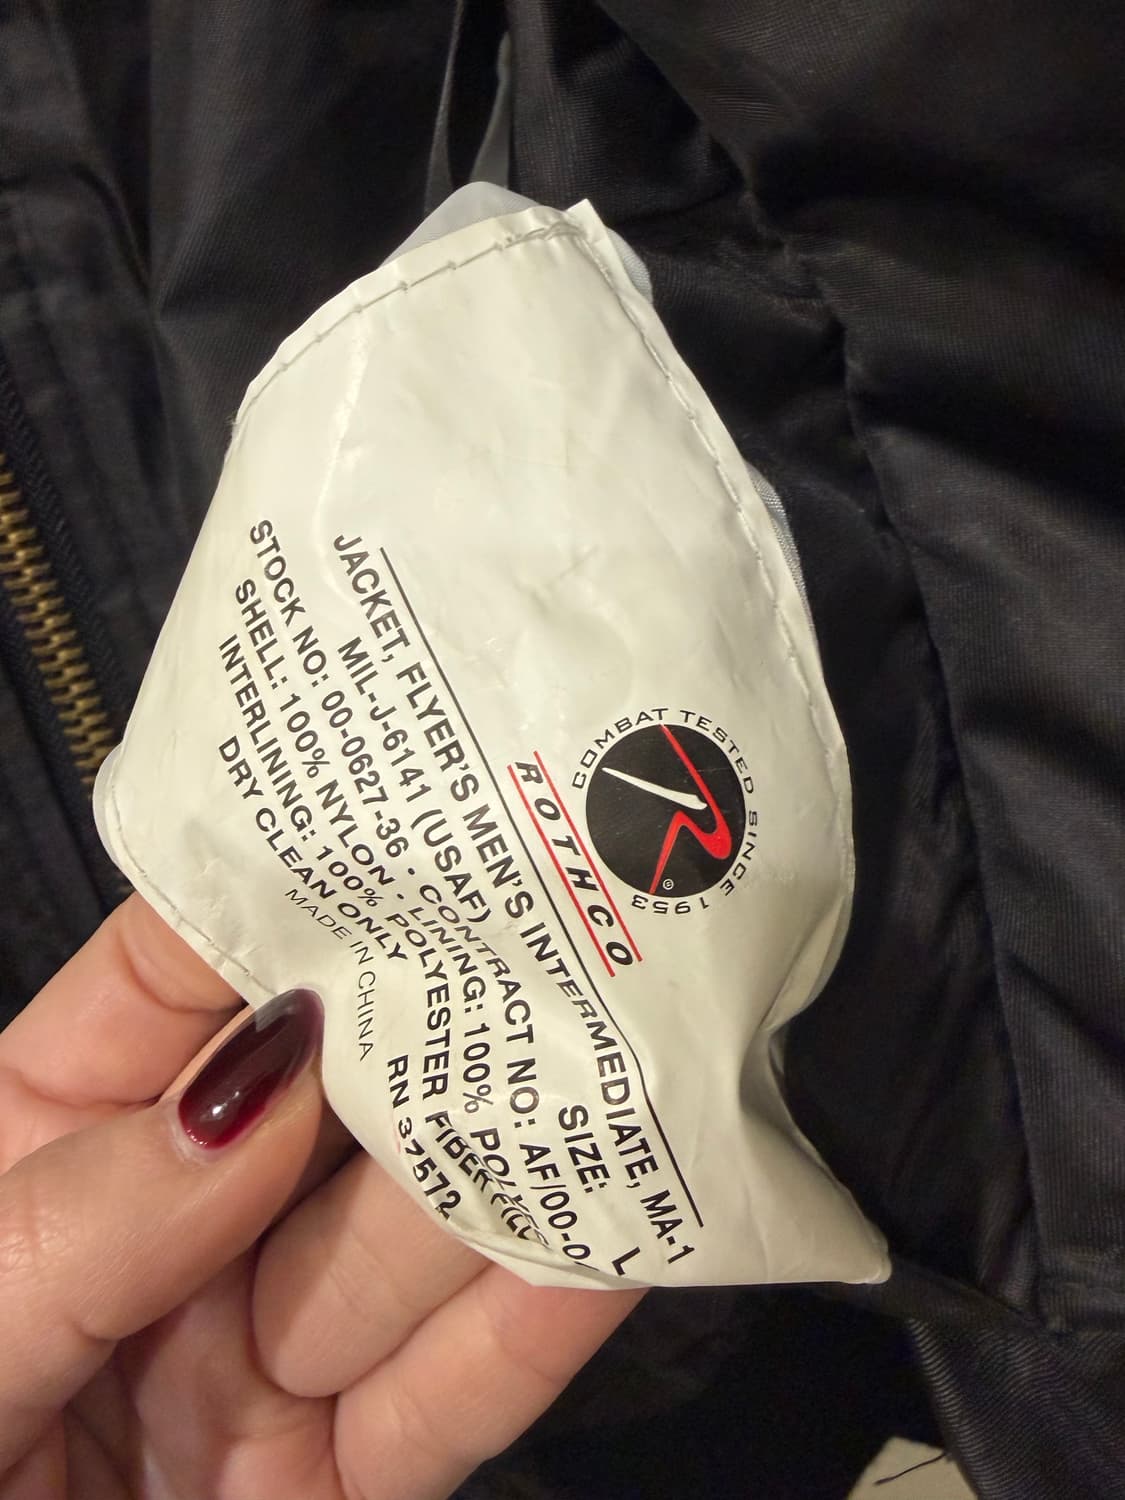 COMBAT TESTED SINCE 1953
R
ROTHCO
JACKET, FLYER'S MEN'S INTERMEDIATE, MA-1
MIL-J-6141 (USAF) SIZE: L
STOCK NO: 00-0627-36 - CONTRACT NO: AF/00-0
SHELL: 100% NYLON - LINING: 100%
INTERLINING: 100% POLYESTER FIBER
DRY CLEAN ONLY RN 37572
MADE IN CHINA